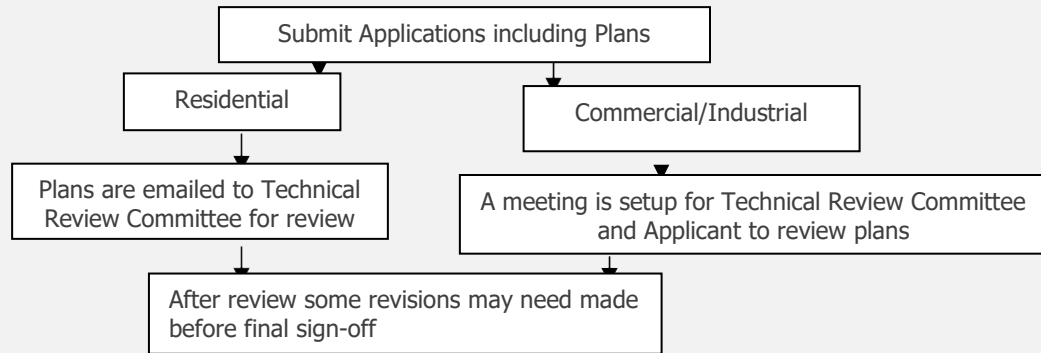 Submit Applications including Plans
Residential
Commercial/Industrial
Plans are emailed to Technical
Review Committee for review
A meeting is setup for Technical Review Committee
and Applicant to review plans
After review some revisions may need made
before final sign-off